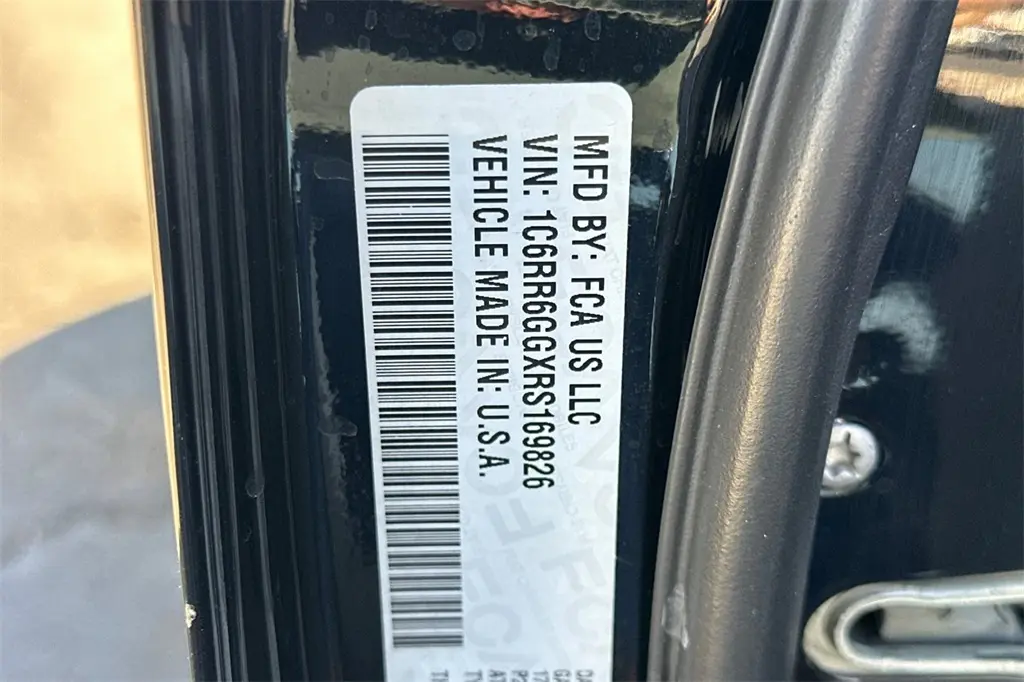 MFD BY: FCA US LLC
VIN: 1C6RR6GGXRS169826
VEHICLE MADE IN: U.S.A.